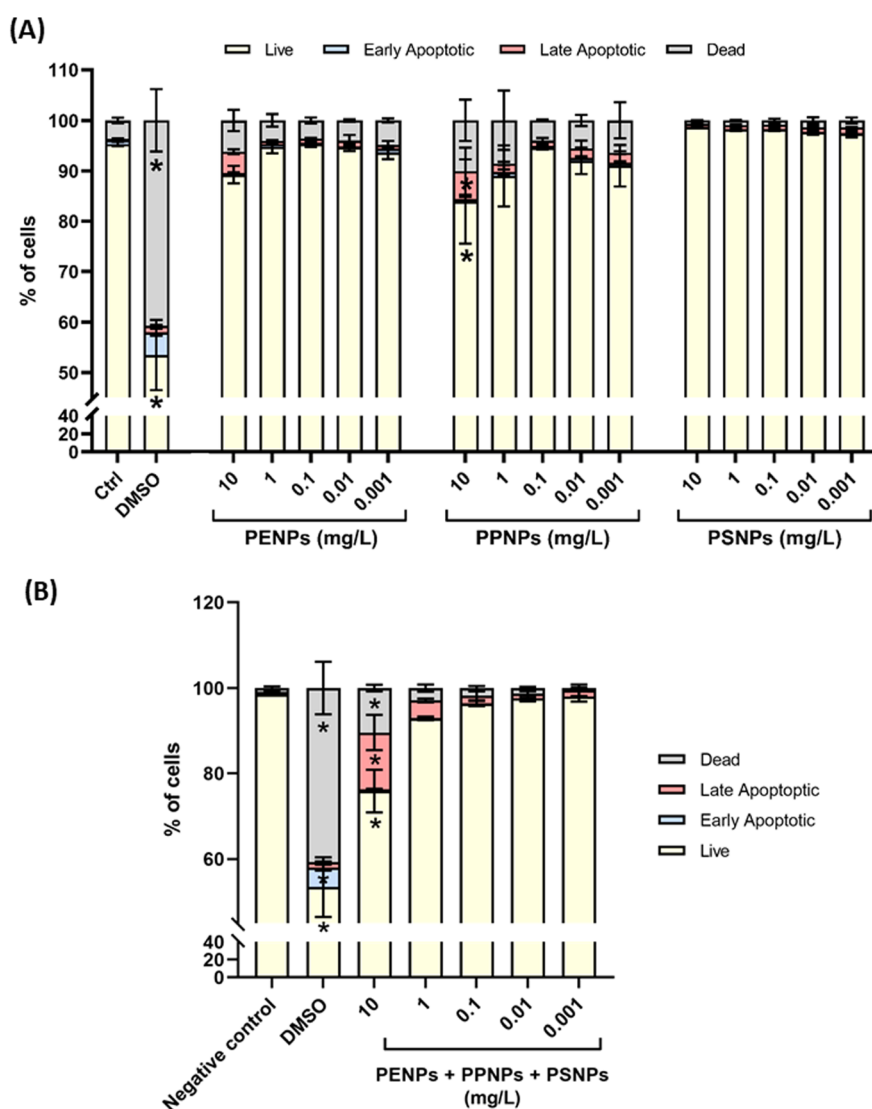 (A)
Live Early Apoptotic Late Apoptotic Dead
110
100
90
80
70
60
50
40
20
0
% of cells
* * * *
Ctrl DMSO 10 1 0.1 0.01 0.001 10 1 0.1 0.01 0.001 10 1 0.1 0.01 0.001
PENPs (mg/L) PPNPs (mg/L) PSNPs (mg/L)
(B)
120
100
80
60
40
20
0
% of cells
* * * * * *
Dead
Late Apoptoptic
Early Apoptotic
Live
Negative control DMSO 10 1 0.1 0.01 0.001
PENPs + PPNPs + PSNPs
(mg/L)